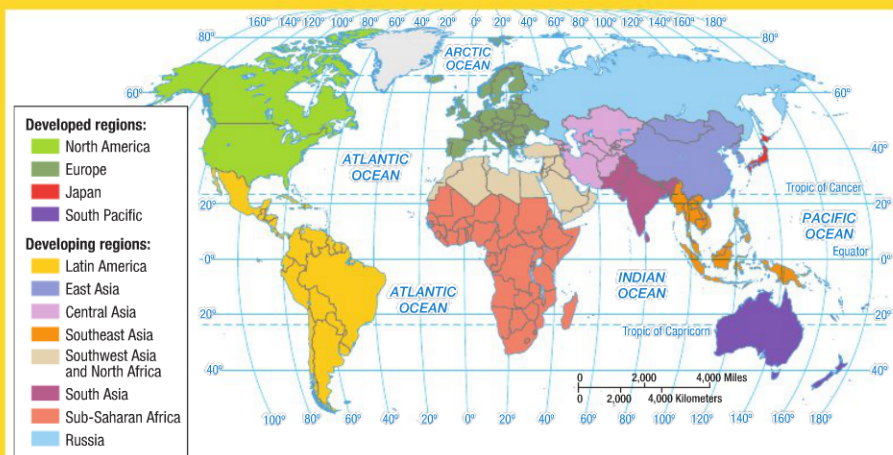 160° 140° 120° 100° 80° 60° 40° 20° 0° 20° 40° 60° 80° 100° 120° 140° 160° 180°
80°
80°
ARCTIC
OCEAN
60°
60°
Developed regions:
North America
Europe
Japan
South Pacific
Developing regions:
Latin America
East Asia
Central Asia
Southeast Asia
Southwest Asia
and North Africa
South Asia
Sub-Saharan Africa
Russia
40°
40°
ATLANTIC
OCEAN
Tropic of Cancer
20°
20°
PACIFIC
OCEAN
Equator
0°
0°
INDIAN
OCEAN
ATLANTIC
OCEAN
20°
Tropic of Capricorn
20°
40°
40°
0 2,000 4,000 Miles
0 2,000 4,000 Kilometers
100° 80° 60° 40° 20° 0° 20° 40° 60° 80° 100° 120° 140° 160° 180°